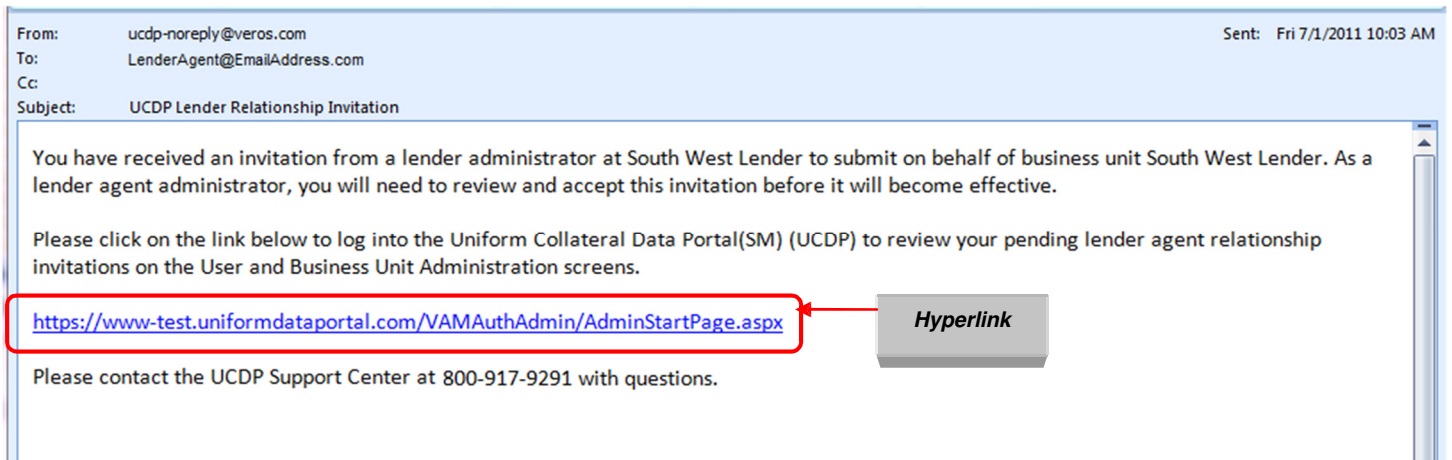 From: ucdp-noreply@veros.com Sent: Fri 7/1/2011 10:03 AM
To: LenderAgent@EmailAddress.com
Cc:
Subject: UCDP Lender Relationship Invitation
You have received an invitation from a lender administrator at South West Lender to submit on behalf of business unit South West Lender. As a
lender agent administrator, you will need to review and accept this invitation before it will become effective.
Please click on the link below to log into the Uniform Collateral Data Portal(SM) (UCDP) to review your pending lender agent relationship
invitations on the User and Business Unit Administration screens.
https://www-test.uniformdataportal.com/VAMAuthAdmin/AdminStartPage.aspx
Hyperlink
Please contact the UCDP Support Center at 800-917-9291 with questions.